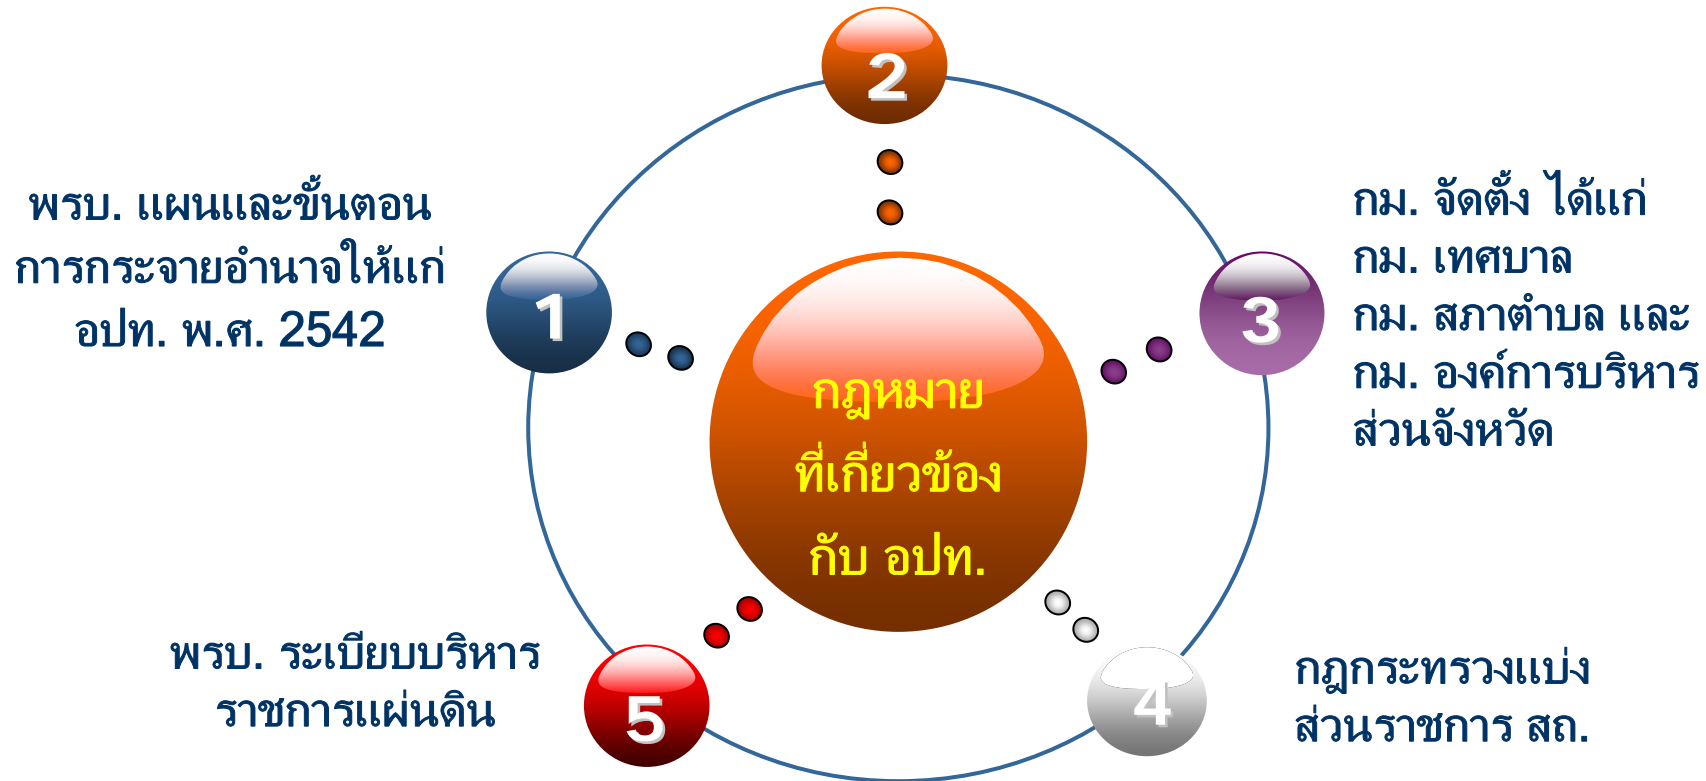 2
พรบ. แผนและขั้นตอน
การกระจายอำนาจให้แก่
อปท. พ.ศ. 2542
1
3
กม. จัดตั้ง ได้แก่
กม. เทศบาล
กม. สภาตำบล และ
กม. องค์การบริหาร
ส่วนจังหวัด
กฎหมาย
ที่เกี่ยวข้อง
กับ อปท.
พรบ. ระเบียบบริหาร
ราชการแผ่นดิน
5
4
กฎกระทรวงแบ่ง
ส่วนราชการ สถ.